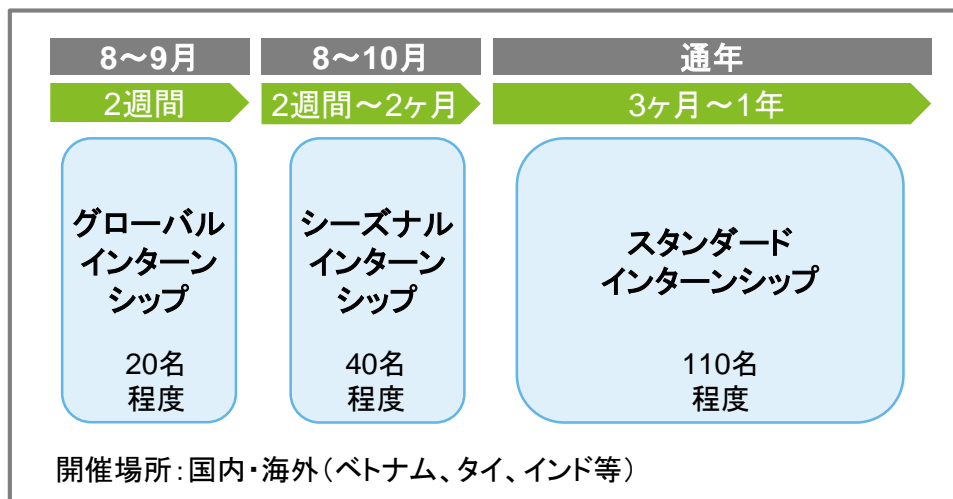 8～9月
8～10月
通年
2週間
2週間～2ヶ月
3ヶ月～1年
グローバル
インターン
シップ
20名
程度
シーズナル
インターン
シップ
40名
程度
スタンダード
インターンシップ
110名
程度
開催場所：国内・海外（ベトナム、タイ、インド等）